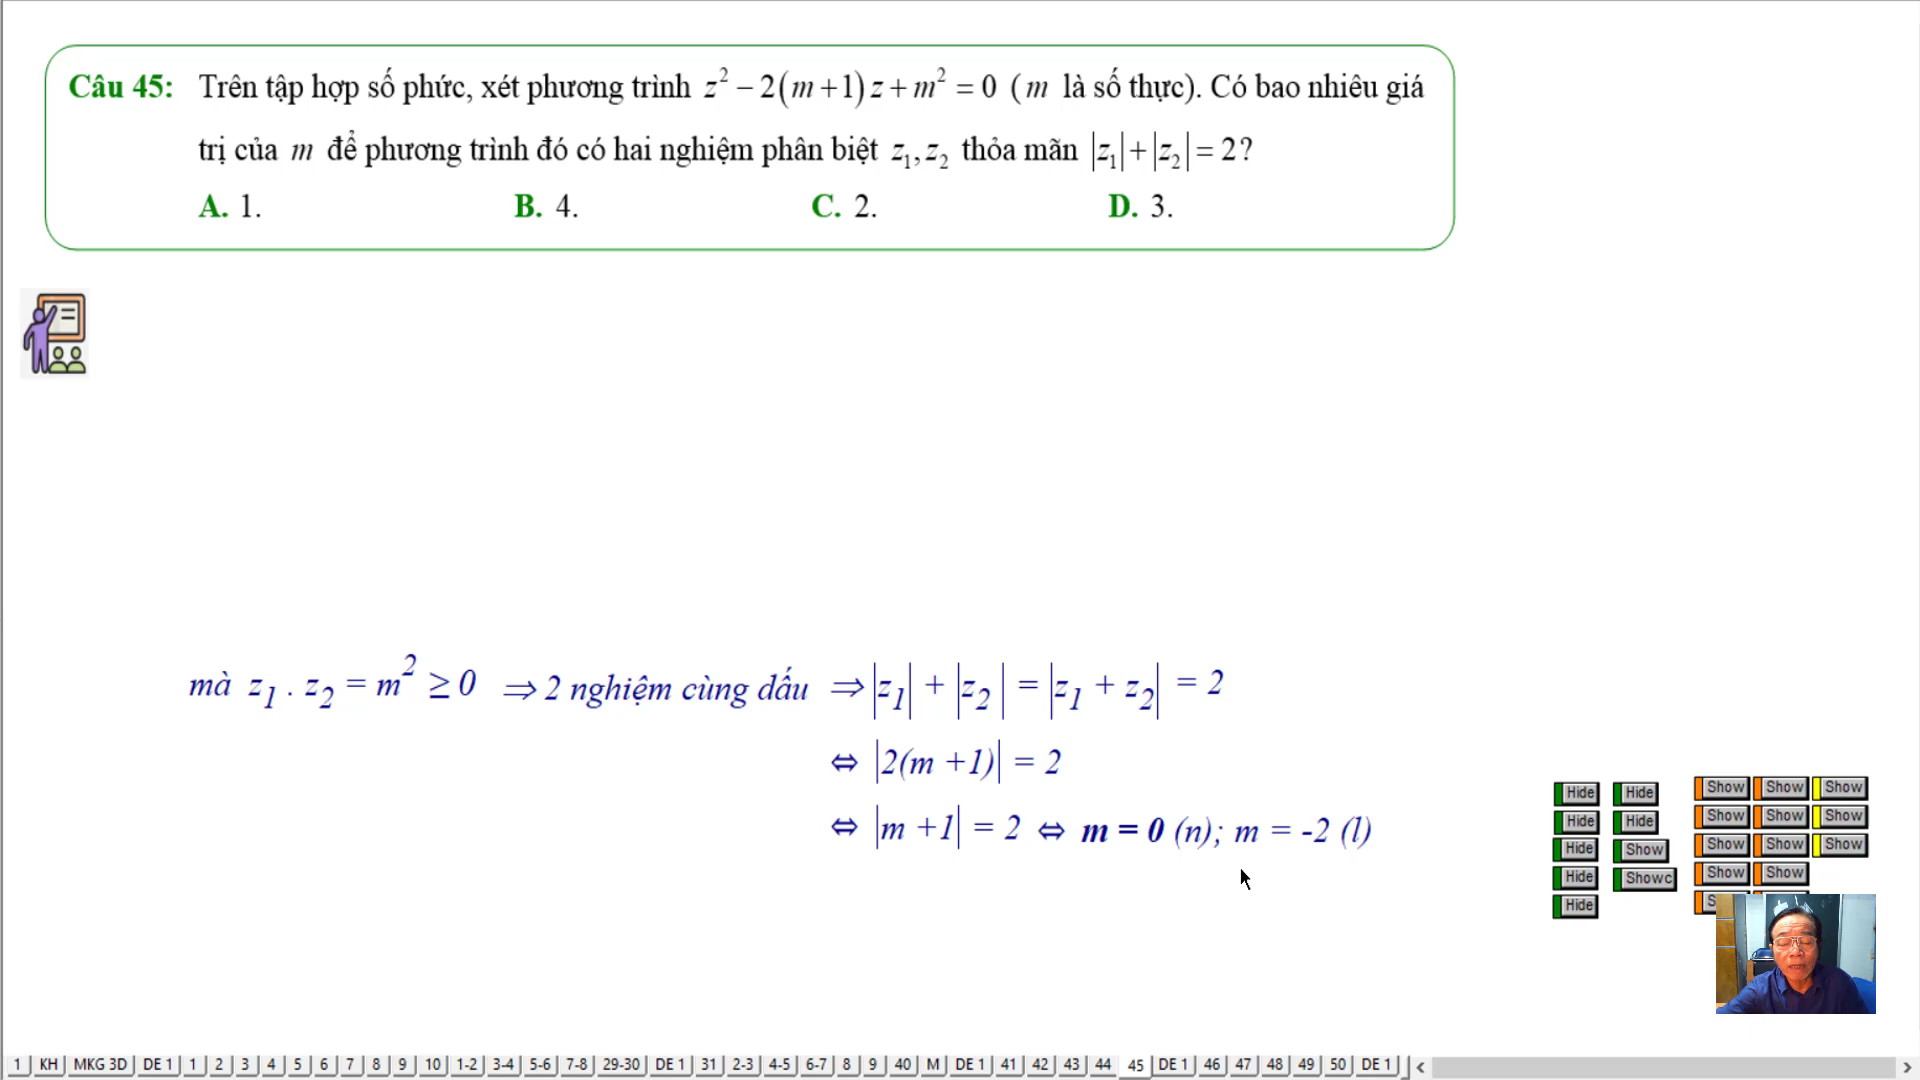 Câu 45: Trên tập hợp số phức, xét phương trình z² − 2(m+1)z + m² = 0 ( m là số thực). Có bao nhiêu giá
trị của m để phương trình đó có hai nghiệm phân biệt z₁, z₂ thỏa mãn |z₁| + |z₂| = 2?
A. 1. B. 4. C. 2. D. 3.
mà z₁ . z₂ = m² ≥ 0 ⇒ 2 nghiệm cùng dấu ⇒ |z₁| + |z₂| = |z₁ + z₂| = 2
⇔ |2(m +1)| = 2
⇔ |m +1| = 2 ⇔ m = 0 (n); m = -2 (l)
Hide Hide Show Show Show
Hide Hide Show Show Show
Hide Show Show Show Show
Hide Showc Show Show
Hide
1 KH MKG 3D DE 1 1 2 3 4 5 6 7 8 9 10 1-2 3-4 5-6 7-8 29-30 DE 1 31 2-3 4-5 6-7 8 9 40 M DE 1 41 42 43 44 45 DE 1 46 47 48 49 50 DE 1